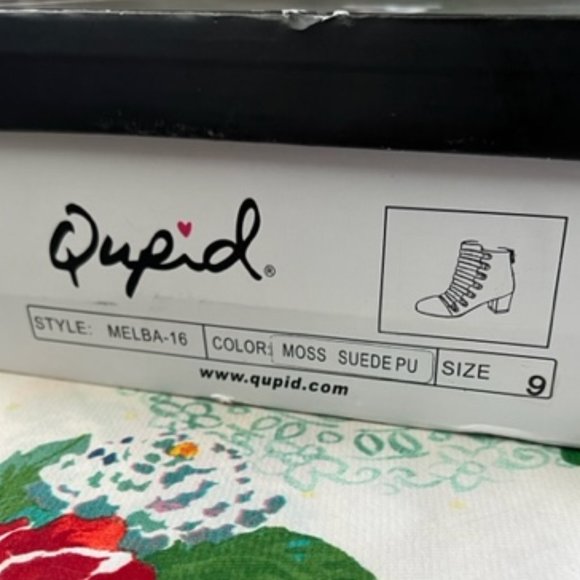 Qupid®
STYLE: MELBA-16 COLOR: MOSS SUEDE PU SIZE 9
www.qupid.com